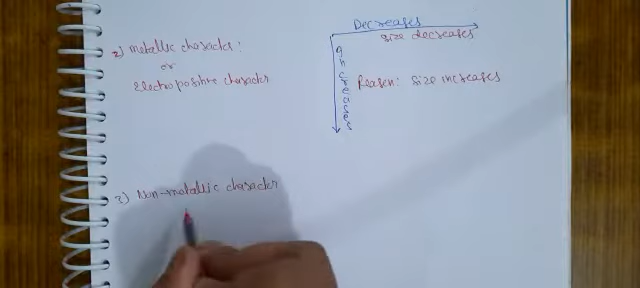 Decreases
size decreases
2) Metallic character :
or
Electropositive character
increases
Reason: size increases
3) Non-metallic character